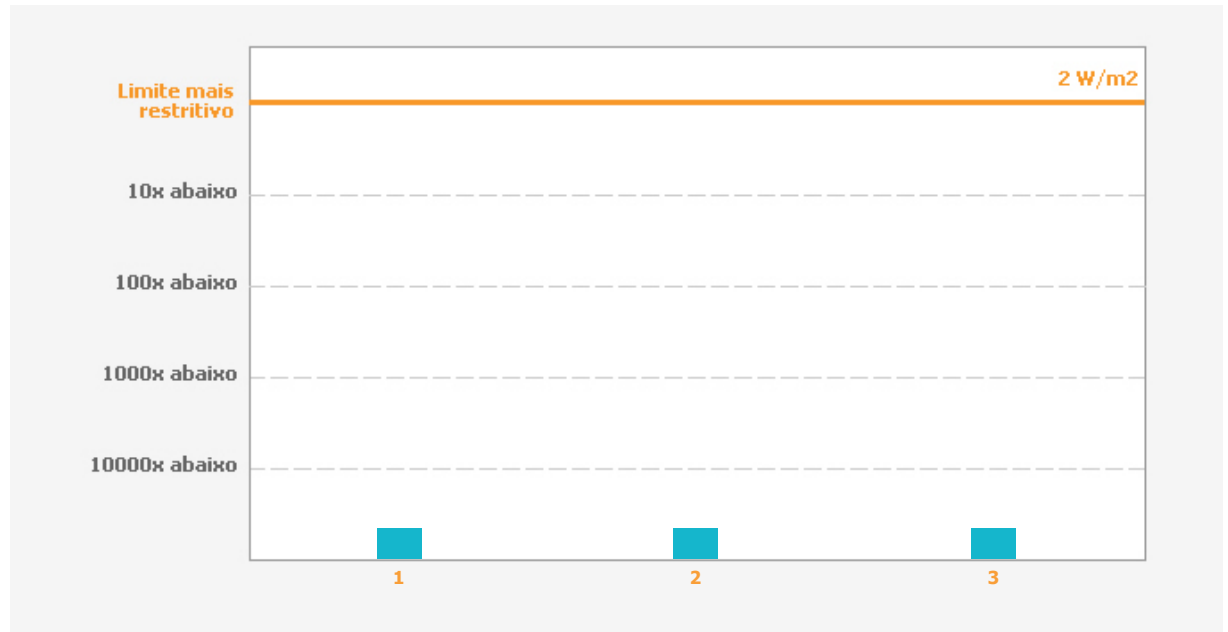 2 W/m2
Limite mais
restritivo
10x abaixo
100x abaixo
1000x abaixo
10000x abaixo
1
2
3